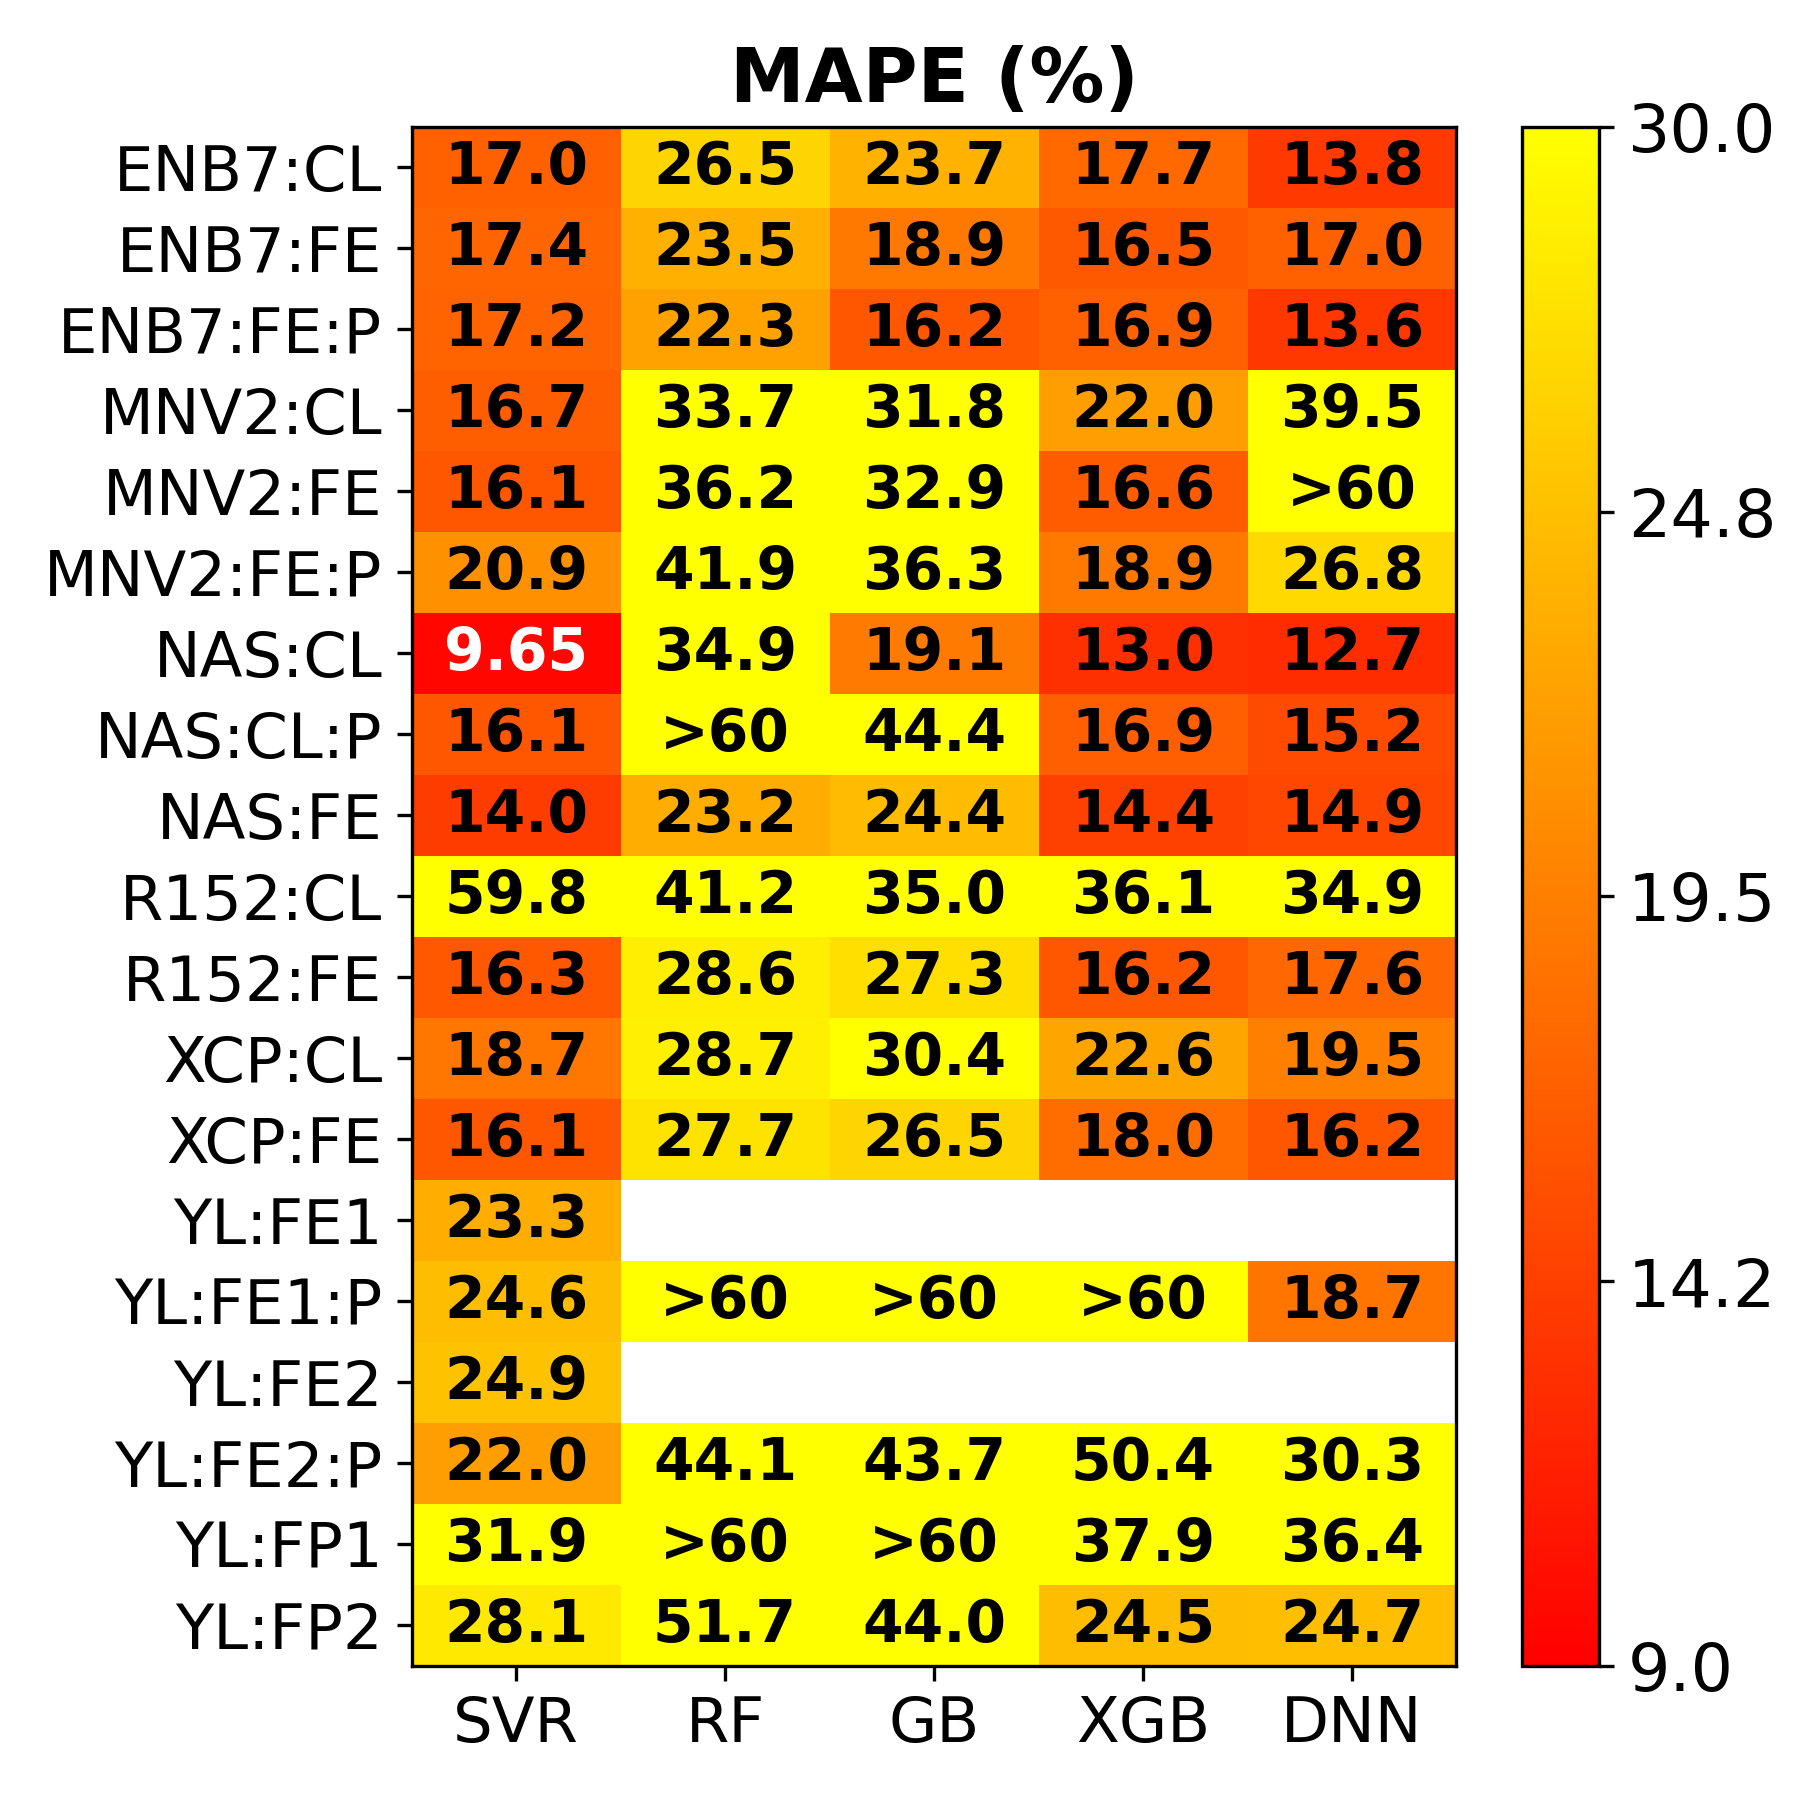 MAPE (%)
ENB7:CL 17.0 26.5 23.7 17.7 13.8
ENB7:FE 17.4 23.5 18.9 16.5 17.0
ENB7:FE:P 17.2 22.3 16.2 16.9 13.6
MNV2:CL 16.7 33.7 31.8 22.0 39.5
MNV2:FE 16.1 36.2 32.9 16.6 >60
MNV2:FE:P 20.9 41.9 36.3 18.9 26.8
NAS:CL 9.65 34.9 19.1 13.0 12.7
NAS:CL:P 16.1 >60 44.4 16.9 15.2
NAS:FE 14.0 23.2 24.4 14.4 14.9
R152:CL 59.8 41.2 35.0 36.1 34.9
R152:FE 16.3 28.6 27.3 16.2 17.6
XCP:CL 18.7 28.7 30.4 22.6 19.5
XCP:FE 16.1 27.7 26.5 18.0 16.2
YL:FE1 23.3
YL:FE1:P 24.6 >60 >60 >60 18.7
YL:FE2 24.9
YL:FE2:P 22.0 44.1 43.7 50.4 30.3
YL:FP1 31.9 >60 >60 37.9 36.4
YL:FP2 28.1 51.7 44.0 24.5 24.7
SVR RF GB XGB DNN
30.0
24.8
19.5
14.2
9.0